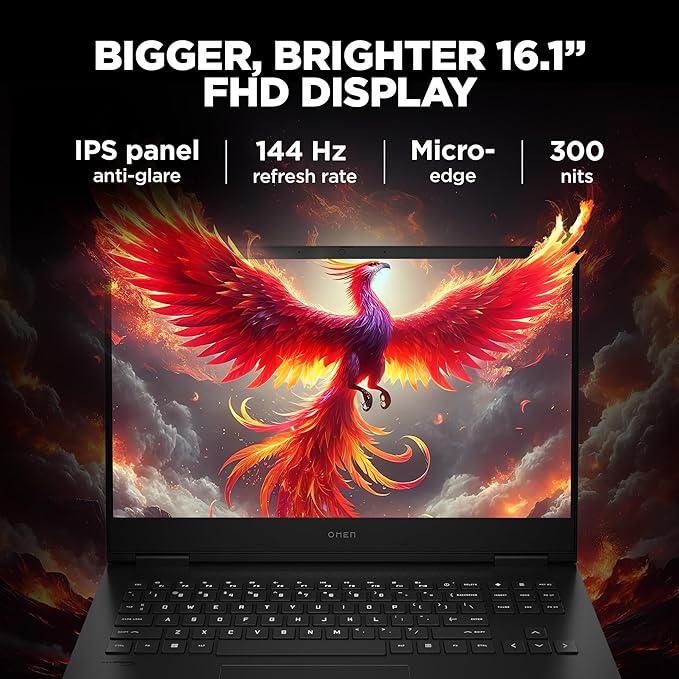 BIGGER, BRIGHTER 16.1”
FHD DISPLAY
IPS panel
anti-glare
144 Hz
refresh rate
Micro-
edge
300
nits
OMEN
Q W E R T Y U I O P
A S D F G H J K L
Z X C V B N M